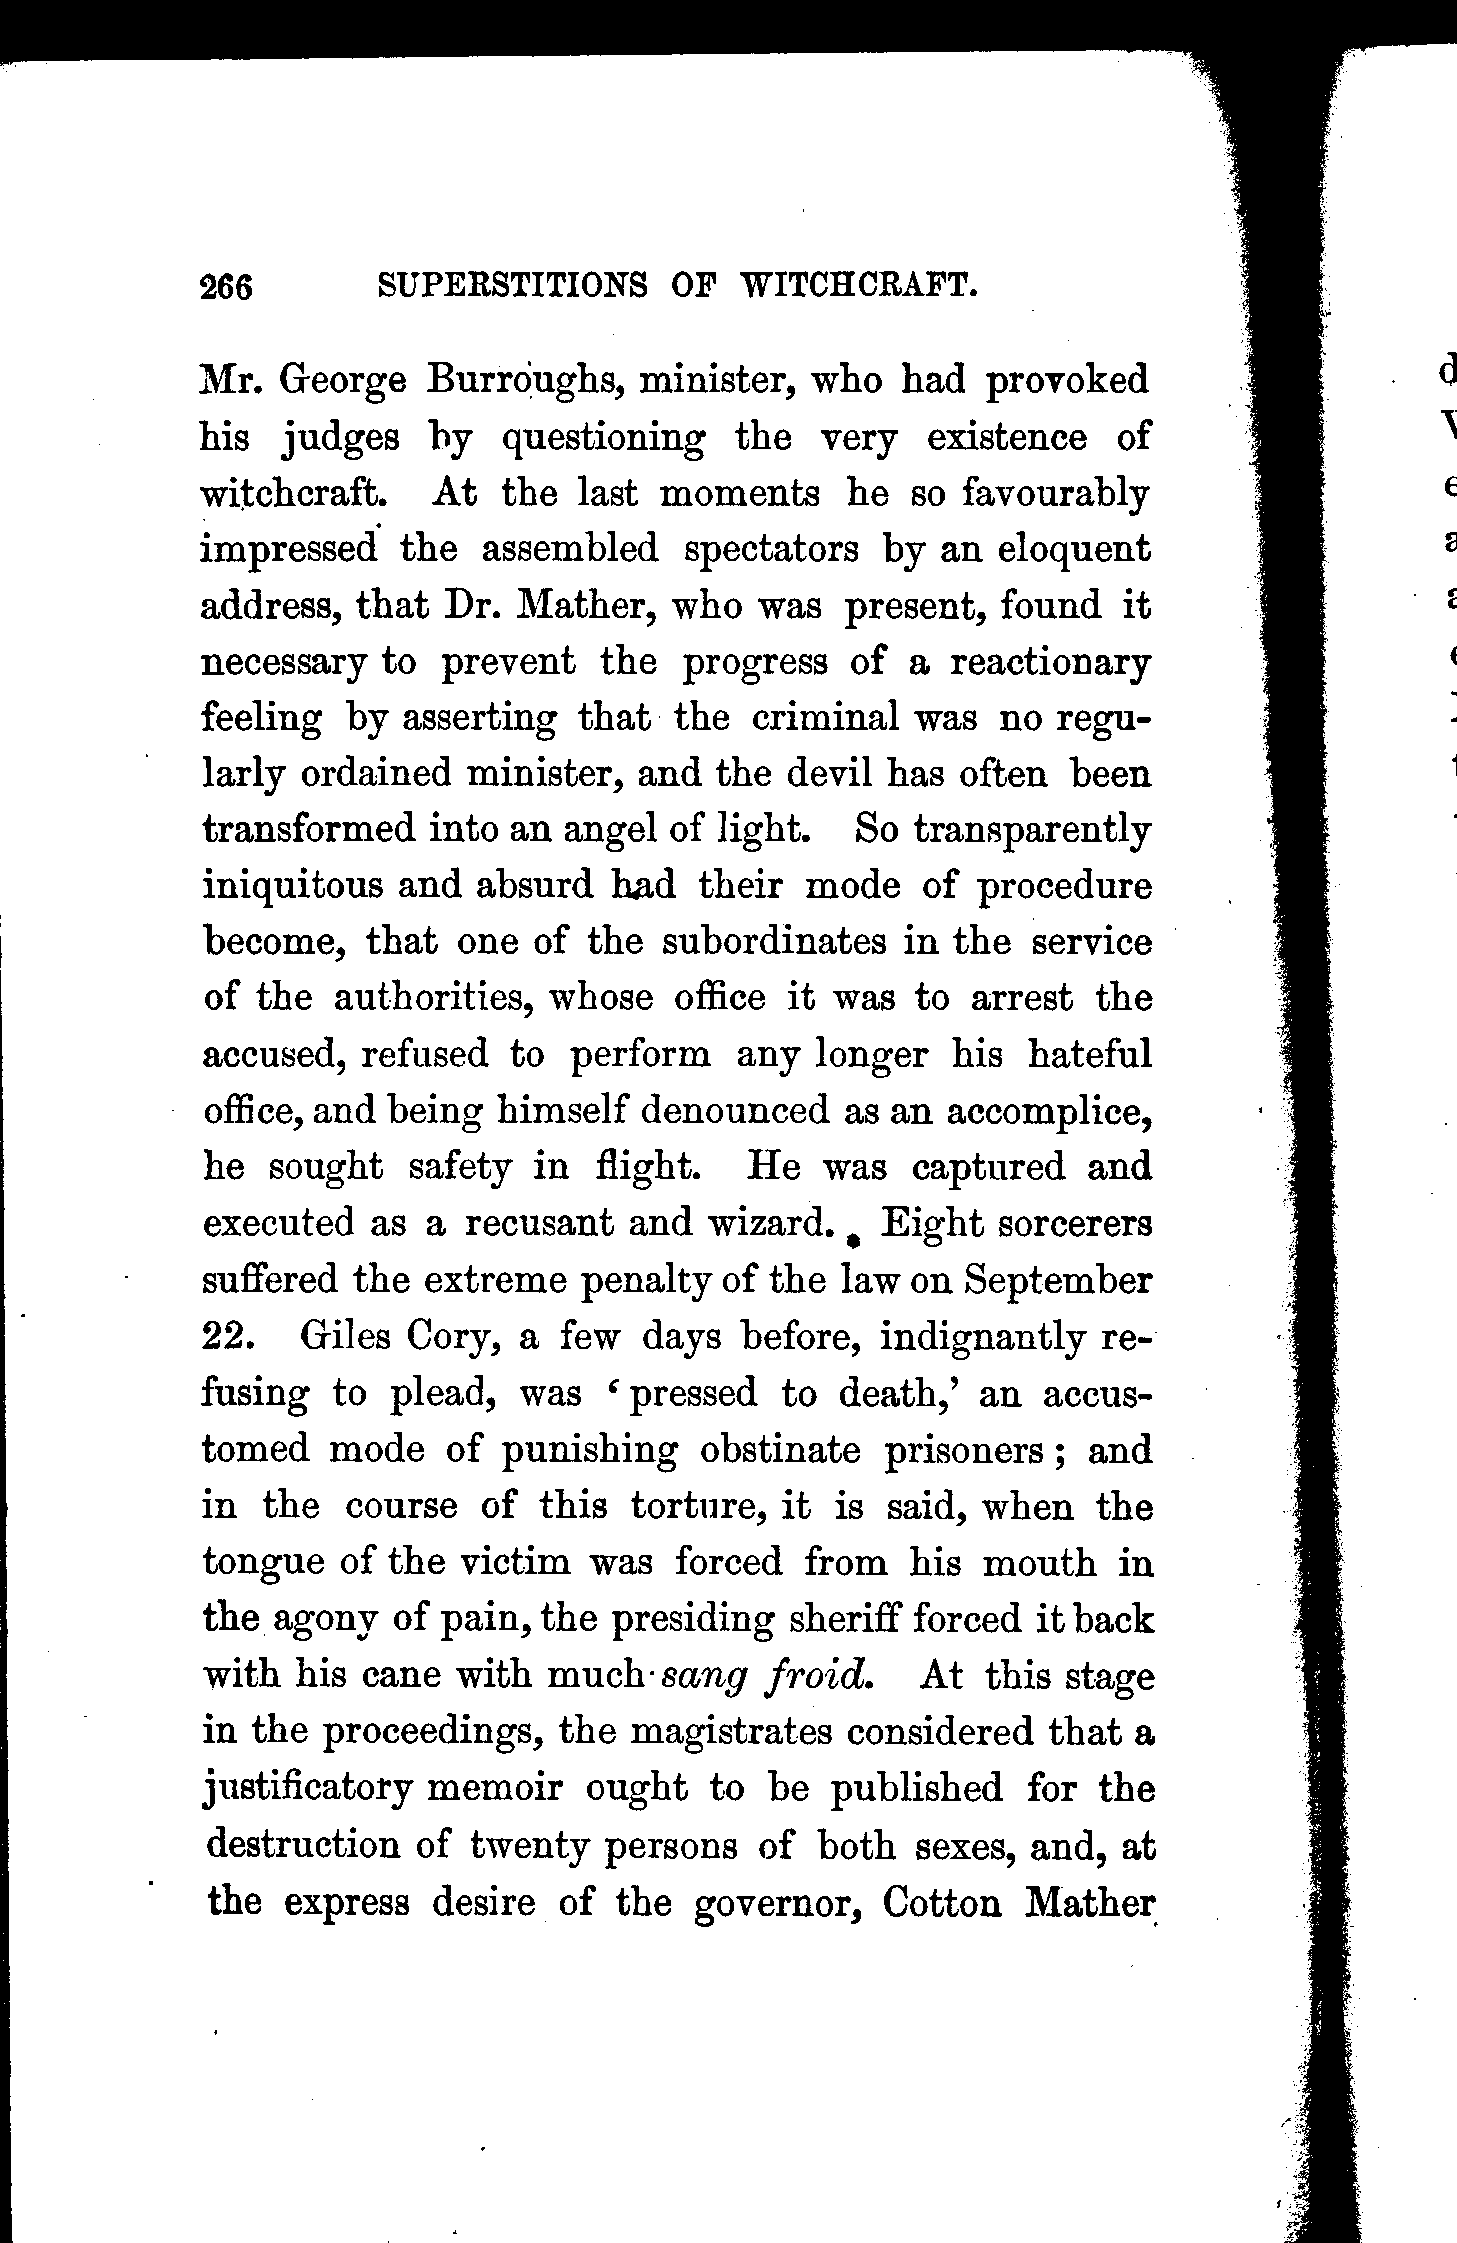 266 SUPERSTITIONS OF WITCHCRAFT.
Mr. George Burroughs, minister, who had provoked
his judges by questioning the very existence of
witchcraft. At the last moments he so favourably
impressed the assembled spectators by an eloquent
address, that Dr. Mather, who was present, found it
necessary to prevent the progress of a reactionary
feeling by asserting that the criminal was no regu-
larly ordained minister, and the devil has often been
transformed into an angel of light. So transparently
iniquitous and absurd had their mode of procedure
become, that one of the subordinates in the service
of the authorities, whose office it was to arrest the
accused, refused to perform any longer his hateful
office, and being himself denounced as an accomplice,
he sought safety in flight. He was captured and
executed as a recusant and wizard. Eight sorcerers
suffered the extreme penalty of the law on September
22. Giles Cory, a few days before, indignantly re-
fusing to plead, was ‘pressed to death,’ an accus-
tomed mode of punishing obstinate prisoners; and
in the course of this torture, it is said, when the
tongue of the victim was forced from his mouth in
the agony of pain, the presiding sheriff forced it back
with his cane with much sang froid. At this stage
in the proceedings, the magistrates considered that a
justificatory memoir ought to be published for the
destruction of twenty persons of both sexes, and, at
the express desire of the governor, Cotton Mather